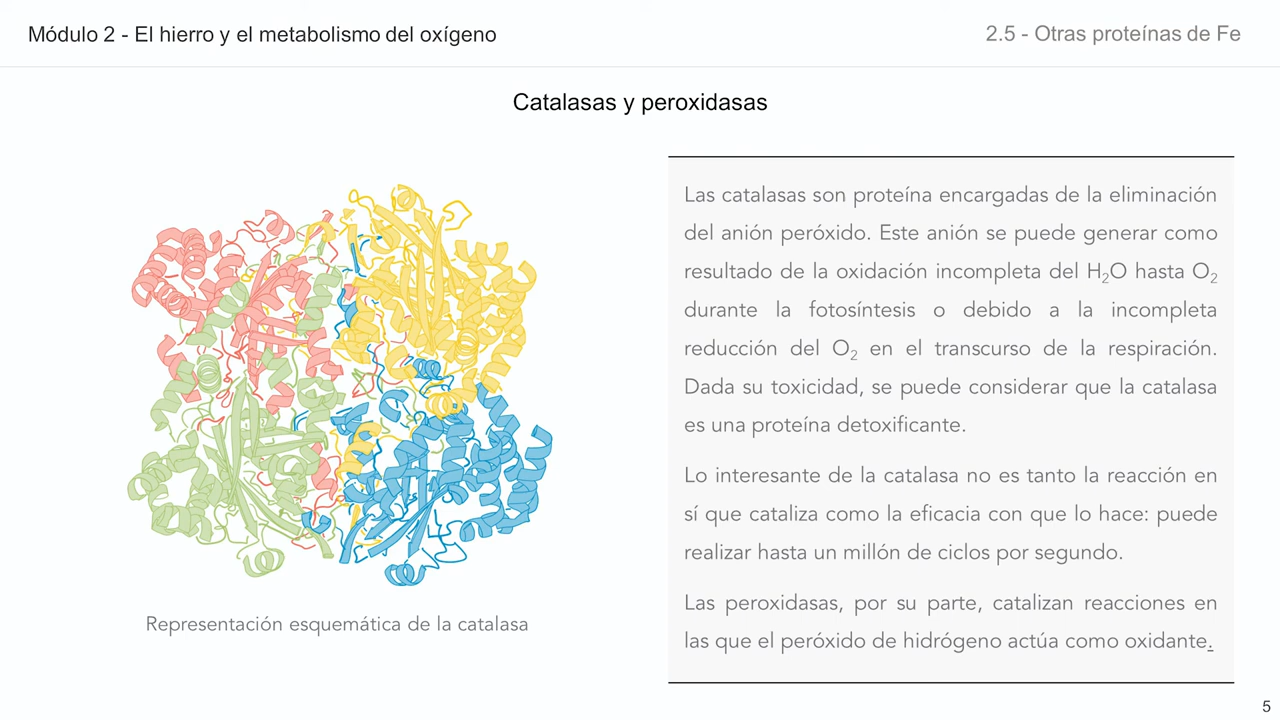 Módulo 2 - El hierro y el metabolismo del oxígeno
2.5 - Otras proteínas de Fe
Catalasas y peroxidasas
Las catalasas son proteína encargadas de la eliminación
del anión peróxido. Este anión se puede generar como
resultado de la oxidación incompleta del H₂O hasta O₂
durante la fotosíntesis o debido a la incompleta
reducción del O₂ en el transcurso de la respiración.
Dada su toxicidad, se puede considerar que la catalasa
es una proteína detoxificante.
Lo interesante de la catalasa no es tanto la reacción en
sí que cataliza como la eficacia con que lo hace: puede
realizar hasta un millón de ciclos por segundo.
Las peroxidasas, por su parte, catalizan reacciones en
las que el peróxido de hidrógeno actúa como oxidante.
Representación esquemática de la catalasa
5